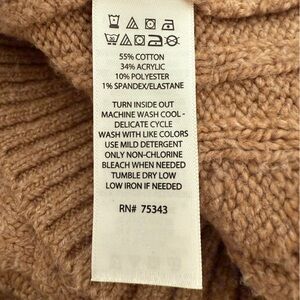 55% COTTON
34% ACRYLIC
10% POLYESTER
1% SPANDEX/ELASTANE
TURN INSIDE OUT
MACHINE WASH COOL -
DELICATE CYCLE
WASH WITH LIKE COLORS
USE MILD DETERGENT
ONLY NON-CHLORINE
BLEACH WHEN NEEDED
TUMBLE DRY LOW
LOW IRON IF NEEDED
RN# 75343